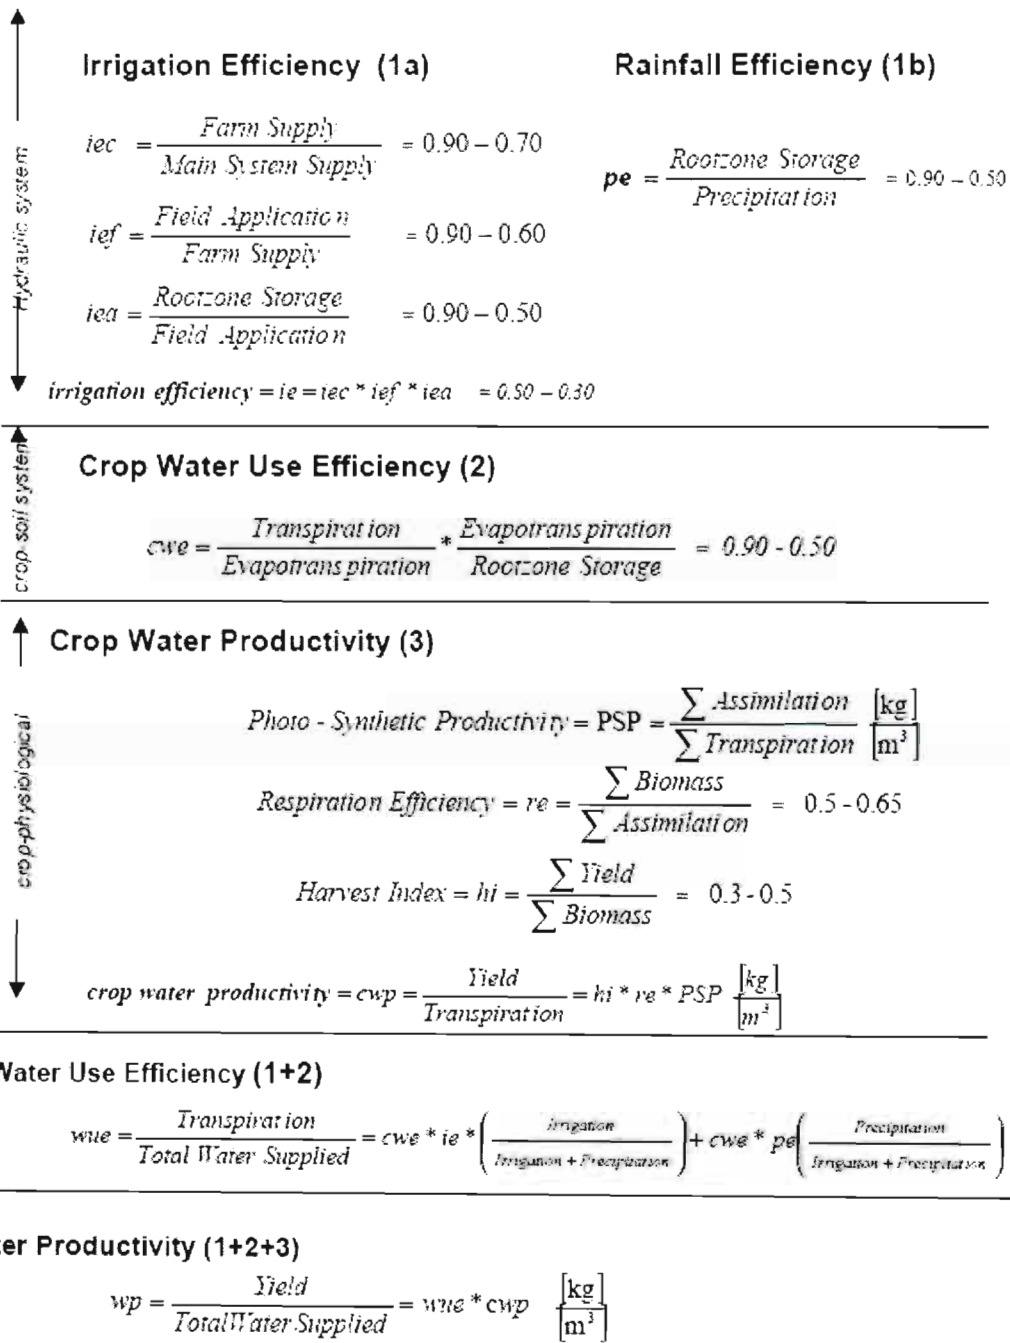 Irrigation Efficiency (1a)
Rainfall Efficiency (1b)
Hydraulic system
iec = Farm Supply / Main System Supply = 0.90 – 0.70
pe = Rootzone Storage / Precipitation = 0.90 – 0.50
ief = Field Application / Farm Supply = 0.90 – 0.60
iea = Rootzone Storage / Field Application = 0.90 – 0.50
irrigation efficiency = ie = iec * ief * iea = 0.80 – 0.30
crop-soil system
Crop Water Use Efficiency (2)
cwe = Transpiration / Evapotranspiration * Evapotranspiration / Rootzone Storage = 0.90 - 0.50
Crop Water Productivity (3)
crop-physiological
Photo - Synthetic Productivity = PSP = ∑ Assimilation / ∑ Transpiration [kg] / [m³]
Respiration Efficiency = re = ∑ Biomass / ∑ Assimilation = 0.5 - 0.65
Harvest Index = hi = ∑ Yield / ∑ Biomass = 0.3 - 0.5
crop water productivity = cwp = Yield / Transpiration = hi * re * PSP [kg] / [m³]
Water Use Efficiency (1+2)
wue = Transpiration / Total Water Supplied = cwe * ie * ( Irrigation / Irrigation + Precipitation ) + cwe * pe ( Precipitation / Irrigation + Precipitation )
er Productivity (1+2+3)
wp = Yield / Total Water Supplied = wue * cwp [kg] / [m³]